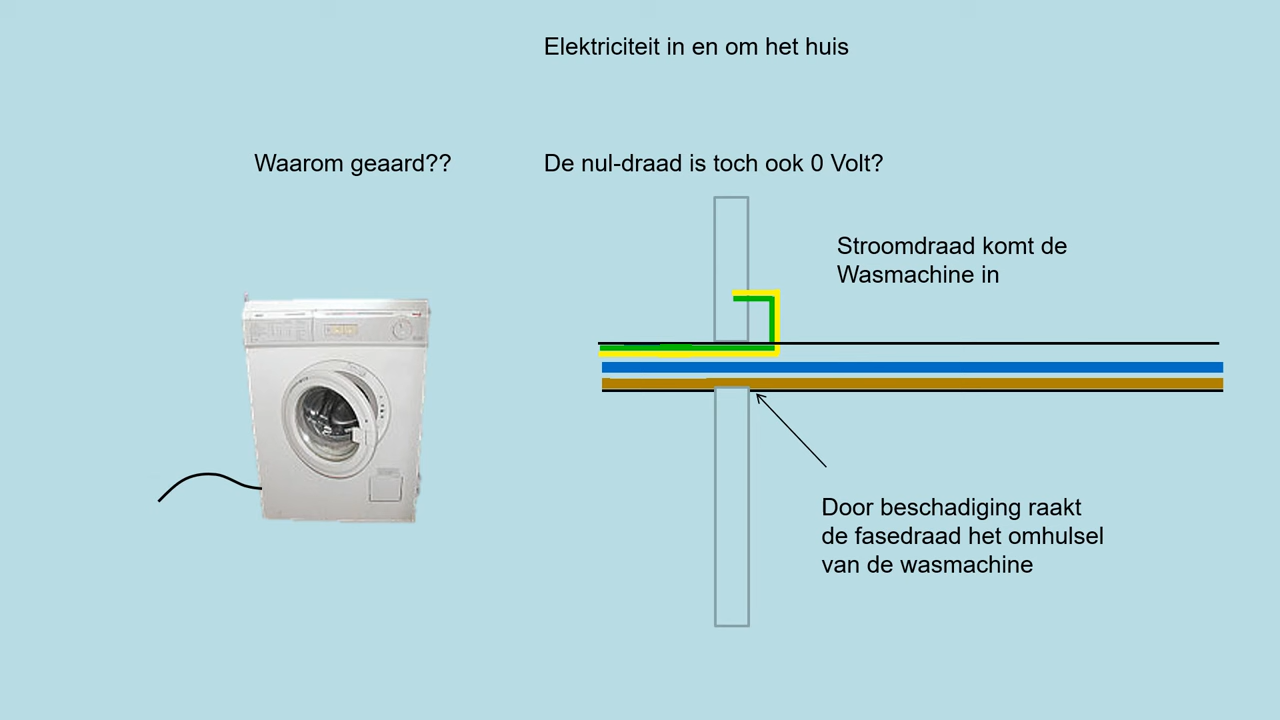 Elektriciteit in en om het huis
Waarom geaard??
De nul-draad is toch ook 0 Volt?
Stroomdraad komt de
Wasmachine in
Door beschadiging raakt
de fasedraad het omhulsel
van de wasmachine